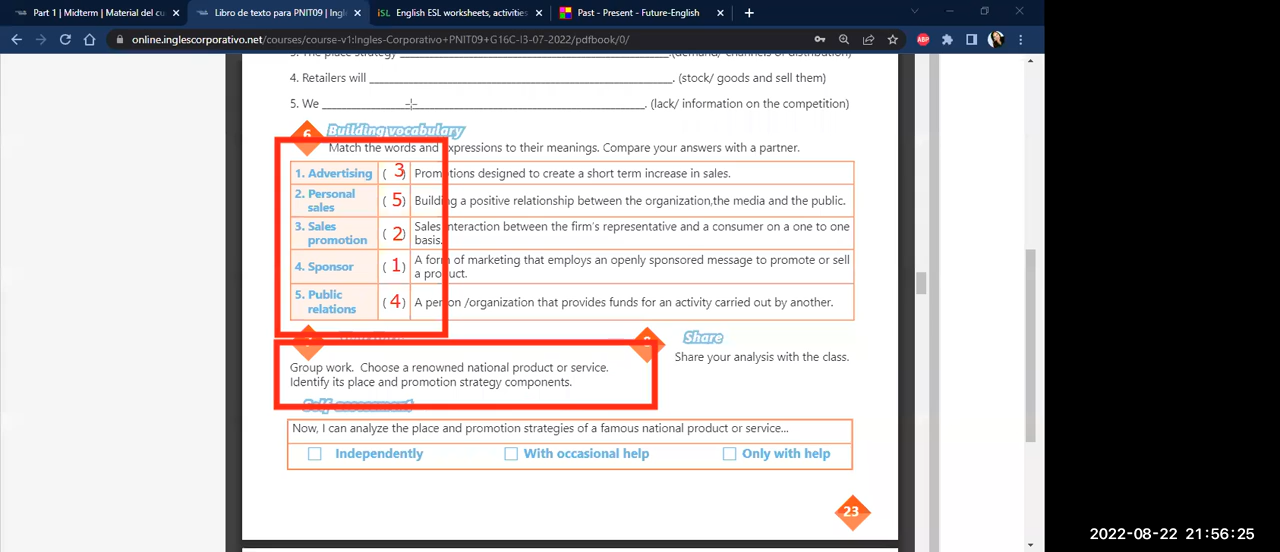 Part 1 | Midterm | Material del cu
Libro de texto para PNIT09 | Ingle
English ESL worksheets, activities
Past - Present - Future-English
online.inglescorporativo.net/courses/course-v1:Ingles-Corporativo+PNIT09+G16C-I3-07-2022/pdfbook/0/
4. Retailers will ______. (stock/ goods and sell them)
5. We ______. (lack/ information on the competition)
6 Building vocabulary
Match the words and expressions to their meanings. Compare your answers with a partner.
1. Advertising ( 3 ) Promotions designed to create a short term increase in sales.
2. Personal sales ( 5 ) Building a positive relationship between the organization,the media and the public.
3. Sales promotion ( 2 ) Sales interaction between the firm's representative and a consumer on a one to one basis.
4. Sponsor ( 1 ) A form of marketing that employs an openly sponsored message to promote or sell a product.
5. Public relations ( 4 ) A person /organization that provides funds for an activity carried out by another.
Share
Group work. Choose a renowned national product or service.
Identify its place and promotion strategy components.
Share your analysis with the class.
Self-assessment
Now, I can analyze the place and promotion strategies of a famous national product or service...
Independently
With occasional help
Only with help
23
2022-08-22 21:56:25